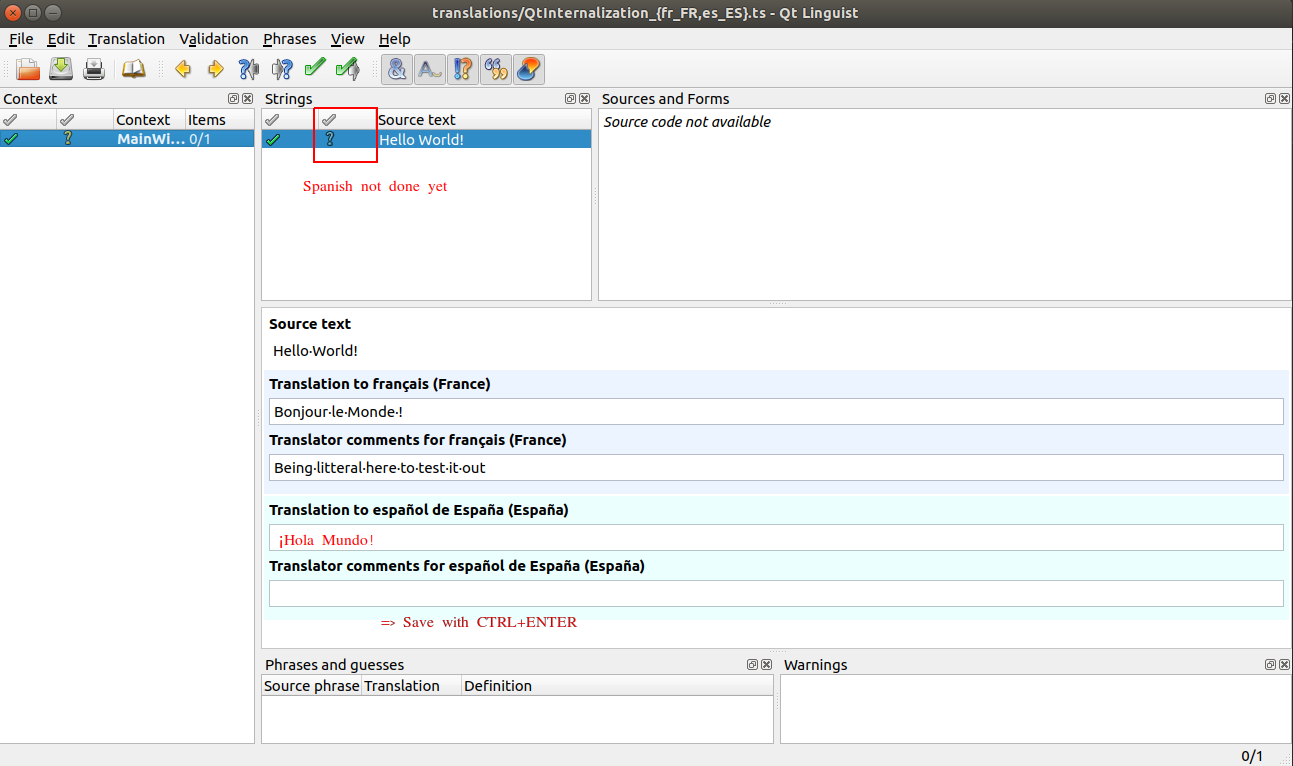 translations/QtInternalization_{fr_FR,es_ES}.ts - Qt Linguist
File Edit Translation Validation Phrases View Help
Context
Context Items
MainWi... 0/1
Strings
Source text
? Hello World!
Spanish not done yet
Sources and Forms
Source code not available
Source text
Hello·World!
Translation to français (France)
Bonjour·le·Monde·!
Translator comments for français (France)
Being·litteral·here·to·test·it·out
Translation to español de España (España)
¡Hola Mundo!
Translator comments for español de España (España)
=> Save with CTRL+ENTER
Phrases and guesses
Source phrase Translation Definition
Warnings
0/1